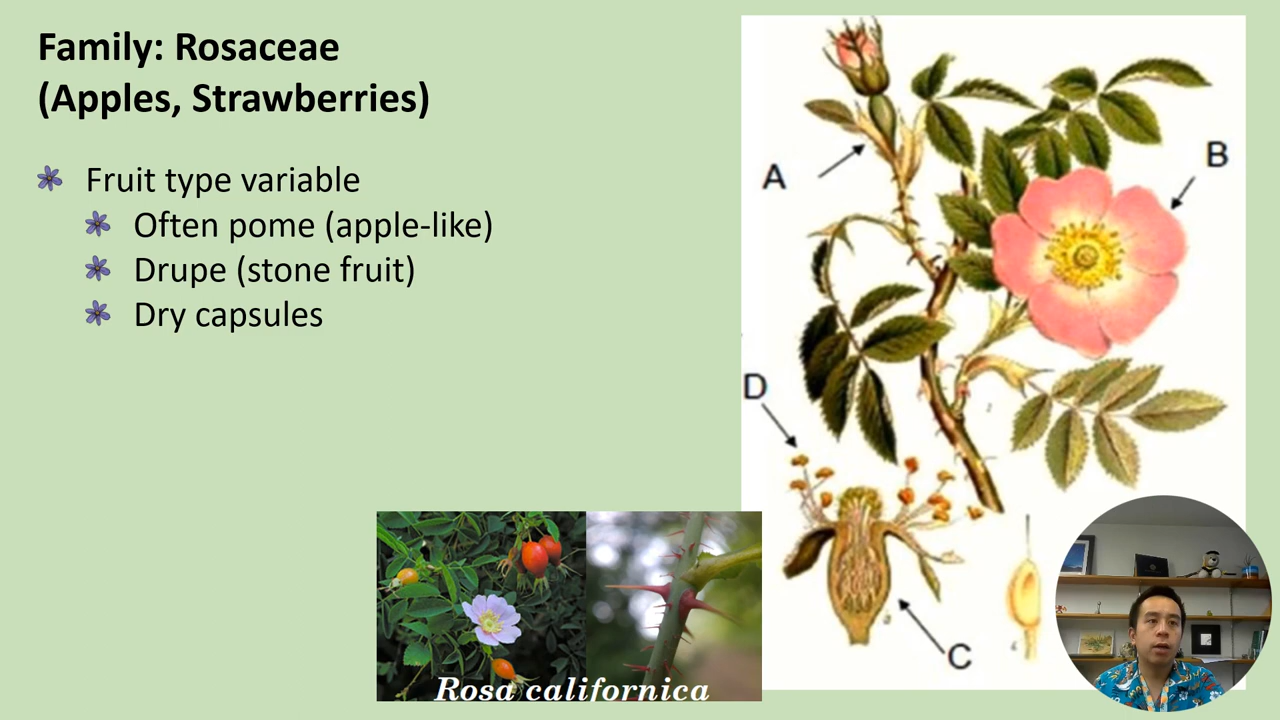 Family: Rosaceae
(Apples, Strawberries)
Fruit type variable
Often pome (apple-like)
Drupe (stone fruit)
Dry capsules
A
B
D
C
Rosa californica